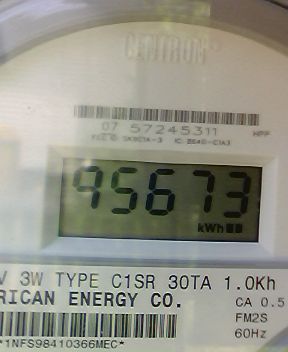 CENTRON
07 57245311 HPF
95673
kWh
V 3W TYPE C1SR 30TA 1.0Kh
RICAN ENERGY CO. CA 0.5
FM2S
60Hz
*1NFS98410366MEC*